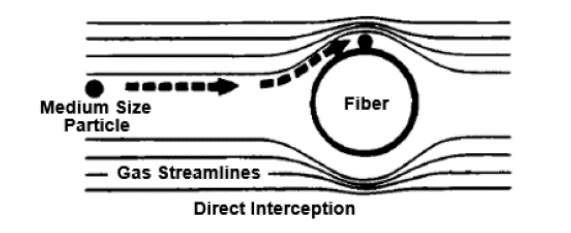 Fiber
Medium Size
Particle
Gas Streamlines
Direct Interception